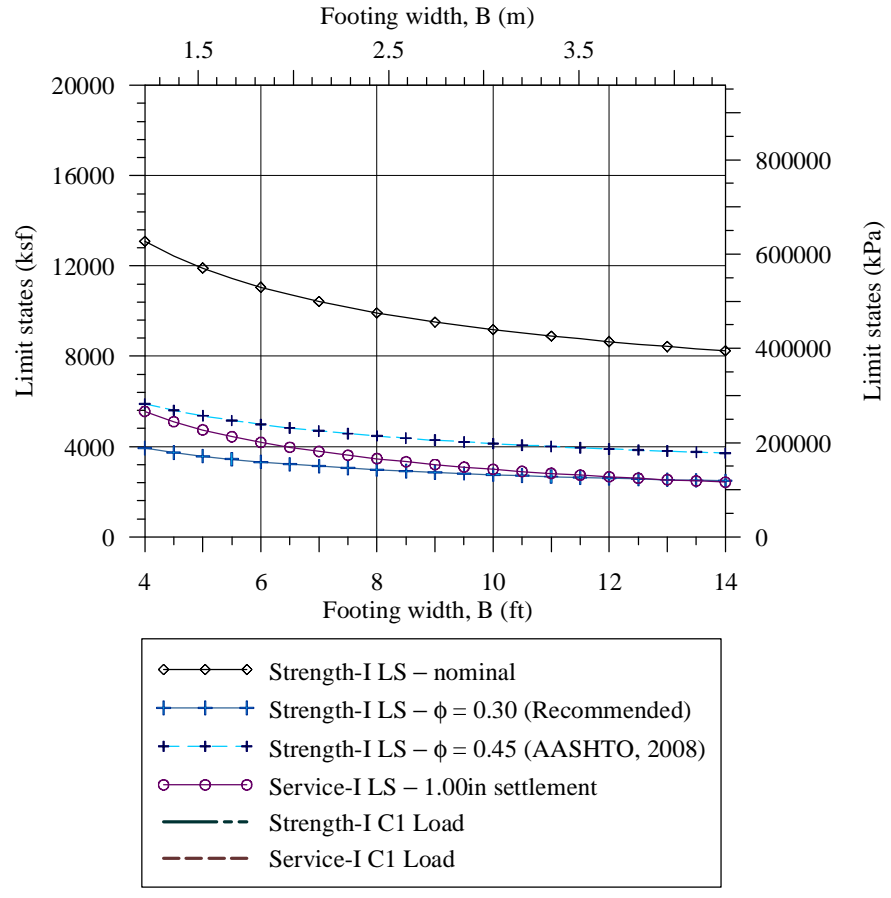 Footing width, B (m)
1.5 2.5 3.5
20000
16000
12000
8000
4000
0
Limit states (ksf)
800000
600000
400000
200000
0
Limit states (kPa)
4 6 8 10 12 14
Footing width, B (ft)
Strength-I LS – nominal
Strength-I LS – ϕ = 0.30 (Recommended)
Strength-I LS – ϕ = 0.45 (AASHTO, 2008)
Service-I LS – 1.00in settlement
Strength-I C1 Load
Service-I C1 Load